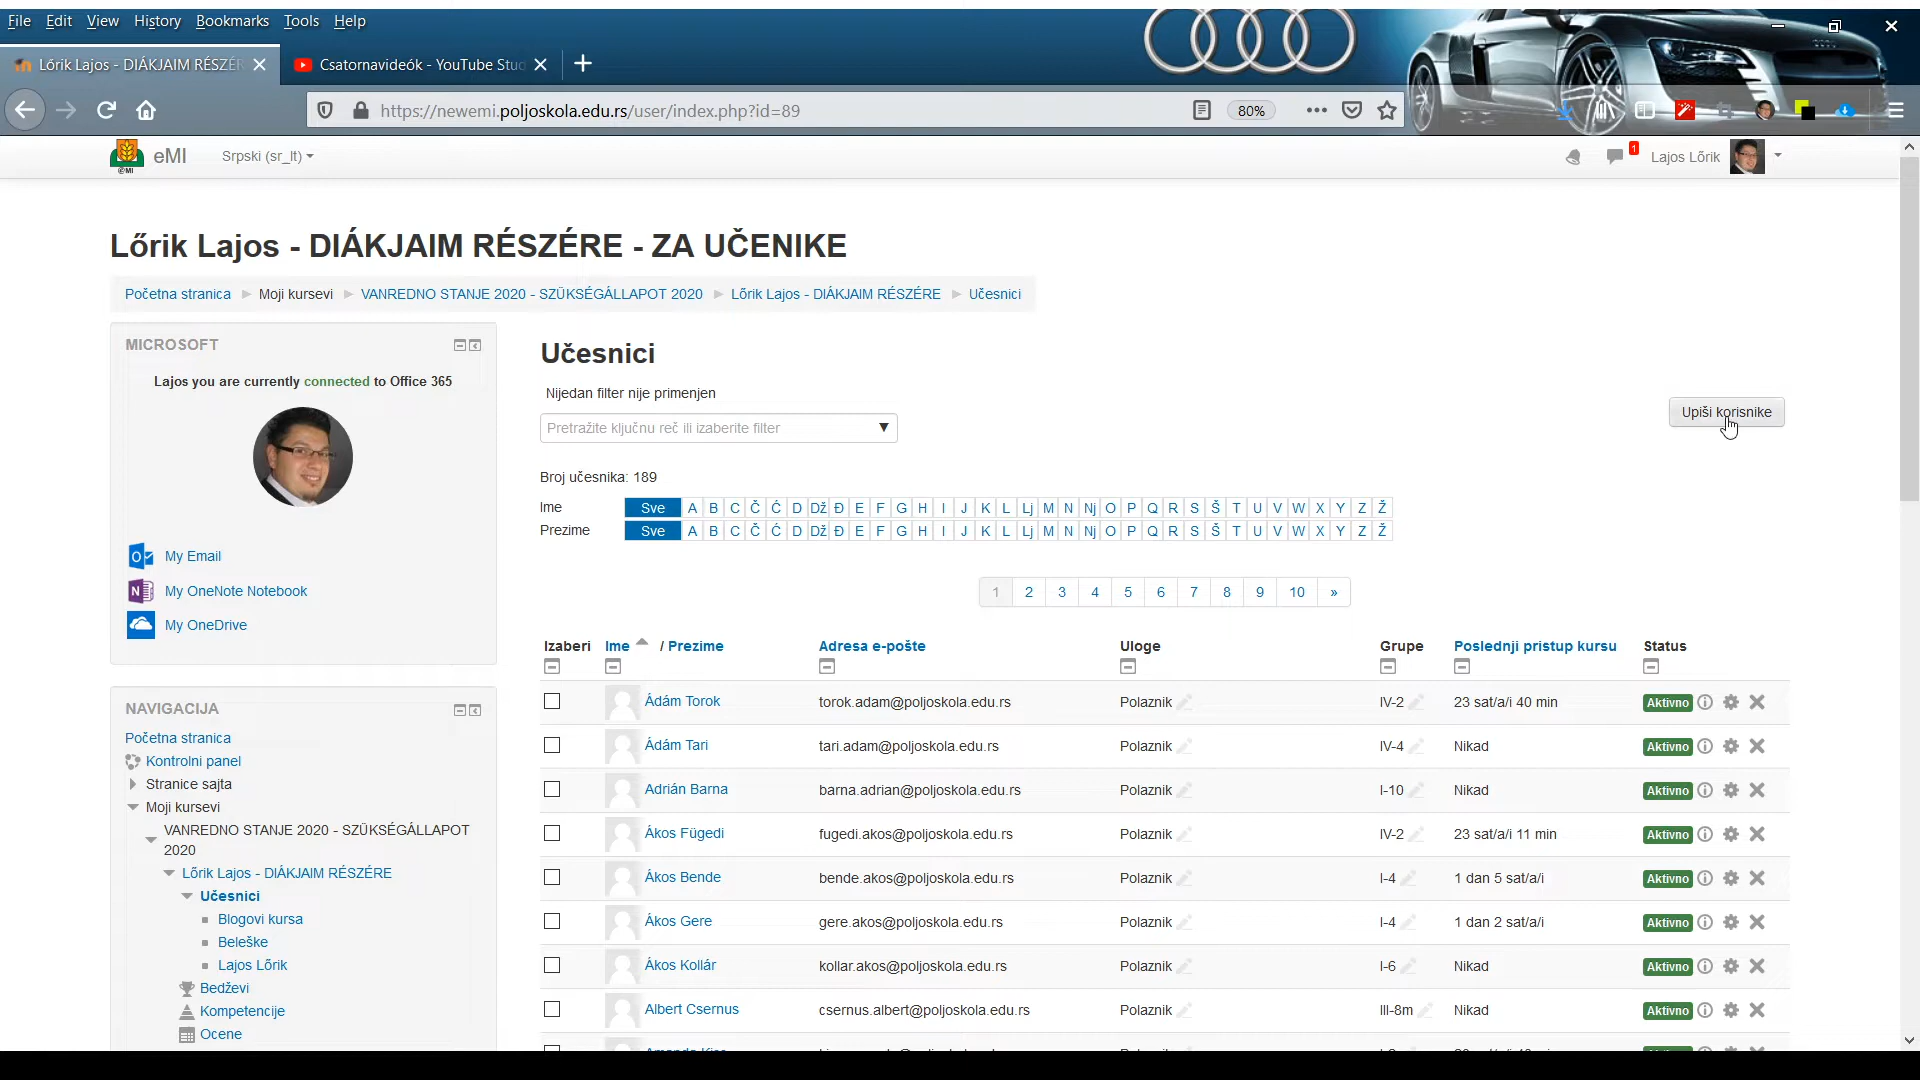 File Edit View History Bookmarks Tools Help
Lőrik Lajos - DIÁKJAIM RÉSZÉR
Csatornavideók - YouTube Stud
https://newemi.poljoskola.edu.rs/user/index.php?id=89
80%
eMI
Srpski (sr_lt)
1
Lajos Lőrik
Lőrik Lajos - DIÁKJAIM RÉSZÉRE - ZA UČENIKE
Početna stranica
Moji kursevi
VANREDNO STANJE 2020 - SZÜKSÉGÁLLAPOT 2020
Lőrik Lajos - DIÁKJAIM RÉSZÉRE
Učesnici
MICROSOFT
Lajos you are currently connected to Office 365
My Email
My OneNote Notebook
My OneDrive
NAVIGACIJA
Početna stranica
Kontrolni panel
Stranice sajta
Moji kursevi
VANREDNO STANJE 2020 - SZÜKSÉGÁLLAPOT
2020
Lőrik Lajos - DIÁKJAIM RÉSZÉRE
Učesnici
Blogovi kursa
Beleške
Lajos Lőrik
Bedževi
Kompetencije
Ocene
Učesnici
Nijedan filter nije primenjen
Pretražite ključnu reč ili izaberite filter
Upiši korisnike
Broj učesnika: 189
Ime Sve A B C Č Ć D Dž Đ E F G H I J K L Lj M N Nj O P Q R S Š T U V W X Y Z Ž
Prezime Sve A B C Č Ć D Dž Đ E F G H I J K L Lj M N Nj O P Q R S Š T U V W X Y Z Ž
1 2 3 4 5 6 7 8 9 10 »
Izaberi Ime / Prezime Adresa e-pošte Uloge Grupe Poslednji pristup kursu Status
Ádám Torok torok.adam@poljoskola.edu.rs Polaznik IV-2 23 sat/a/i 40 min Aktivno
Ádám Tari tari.adam@poljoskola.edu.rs Polaznik IV-4 Nikad Aktivno
Adrián Barna barna.adrian@poljoskola.edu.rs Polaznik I-10 Nikad Aktivno
Ákos Fügedi fugedi.akos@poljoskola.edu.rs Polaznik IV-2 23 sat/a/i 11 min Aktivno
Ákos Bende bende.akos@poljoskola.edu.rs Polaznik I-4 1 dan 5 sat/a/i Aktivno
Ákos Gere gere.akos@poljoskola.edu.rs Polaznik I-4 1 dan 2 sat/a/i Aktivno
Ákos Kollár kollar.akos@poljoskola.edu.rs Polaznik I-6 Nikad Aktivno
Albert Csernus csernus.albert@poljoskola.edu.rs Polaznik III-8m Nikad Aktivno